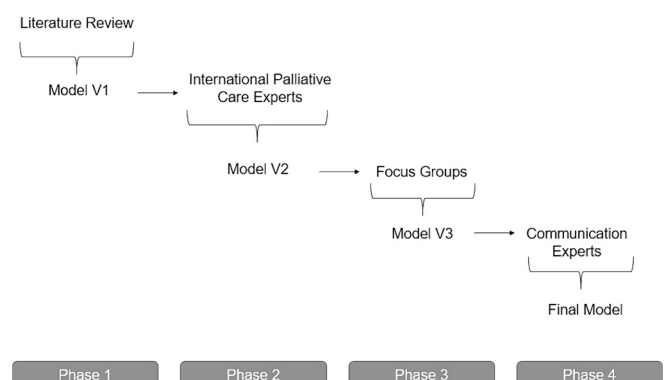 Literature Review
Model V1
International Palliative
Care Experts
Model V2
Focus Groups
Model V3
Communication
Experts
Final Model
Phase 1
Phase 2
Phase 3
Phase 4